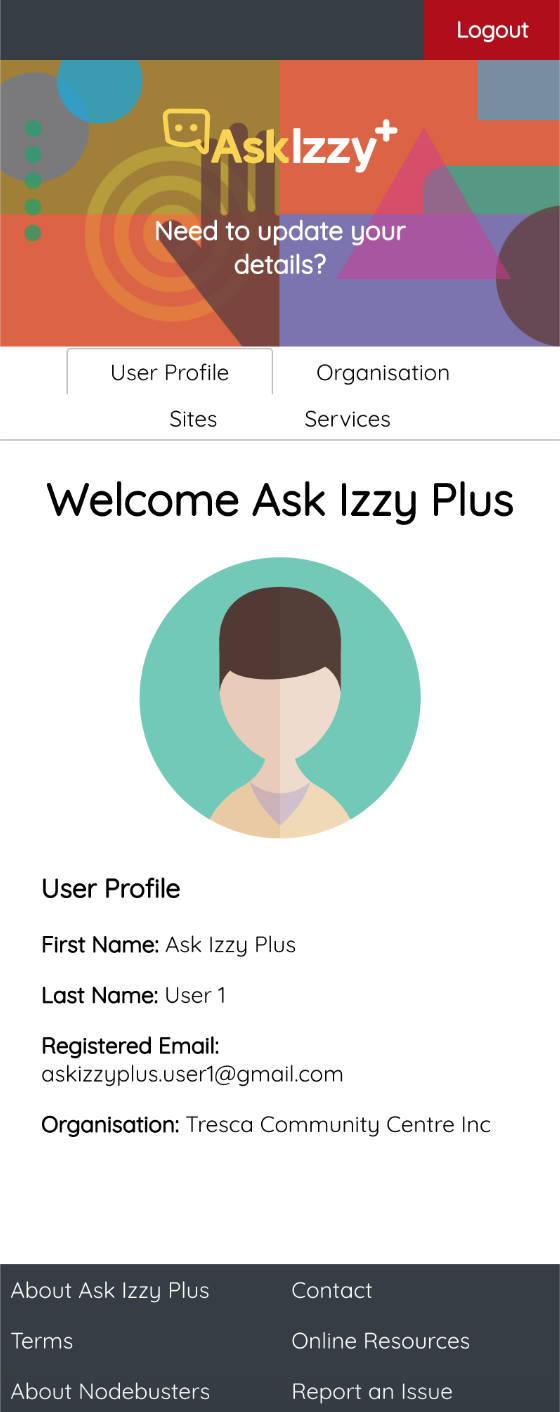 Logout
AskIzzy+
Need to update your
details?
User Profile
Organisation
Sites
Services
Welcome Ask Izzy Plus
User Profile
First Name: Ask Izzy Plus
Last Name: User 1
Registered Email:
askizzyplus.user1@gmail.com
Organisation: Tresca Community Centre Inc
About Ask Izzy Plus
Contact
Terms
Online Resources
About Nodebusters
Report an Issue